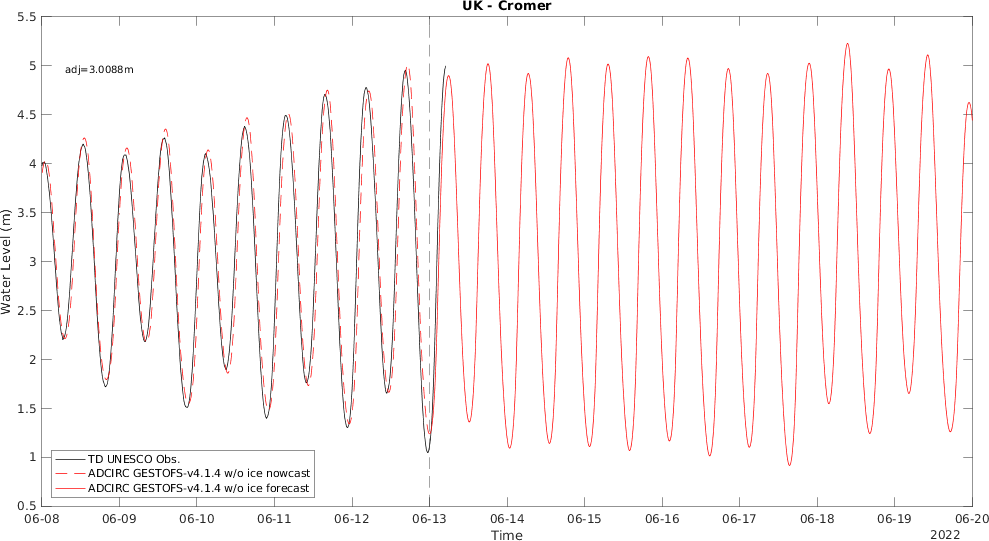 UK - Cromer
adj=3.0088m
5.5
5
4.5
4
3.5
3
2.5
2
1.5
1
0.5
Water Level (m)
TD UNESCO Obs.
ADCIRC GESTOFS-v4.1.4 w/o ice nowcast
ADCIRC GESTOFS-v4.1.4 w/o ice forecast
06-08 06-09 06-10 06-11 06-12 06-13 06-14 06-15 06-16 06-17 06-18 06-19 06-20
Time
2022